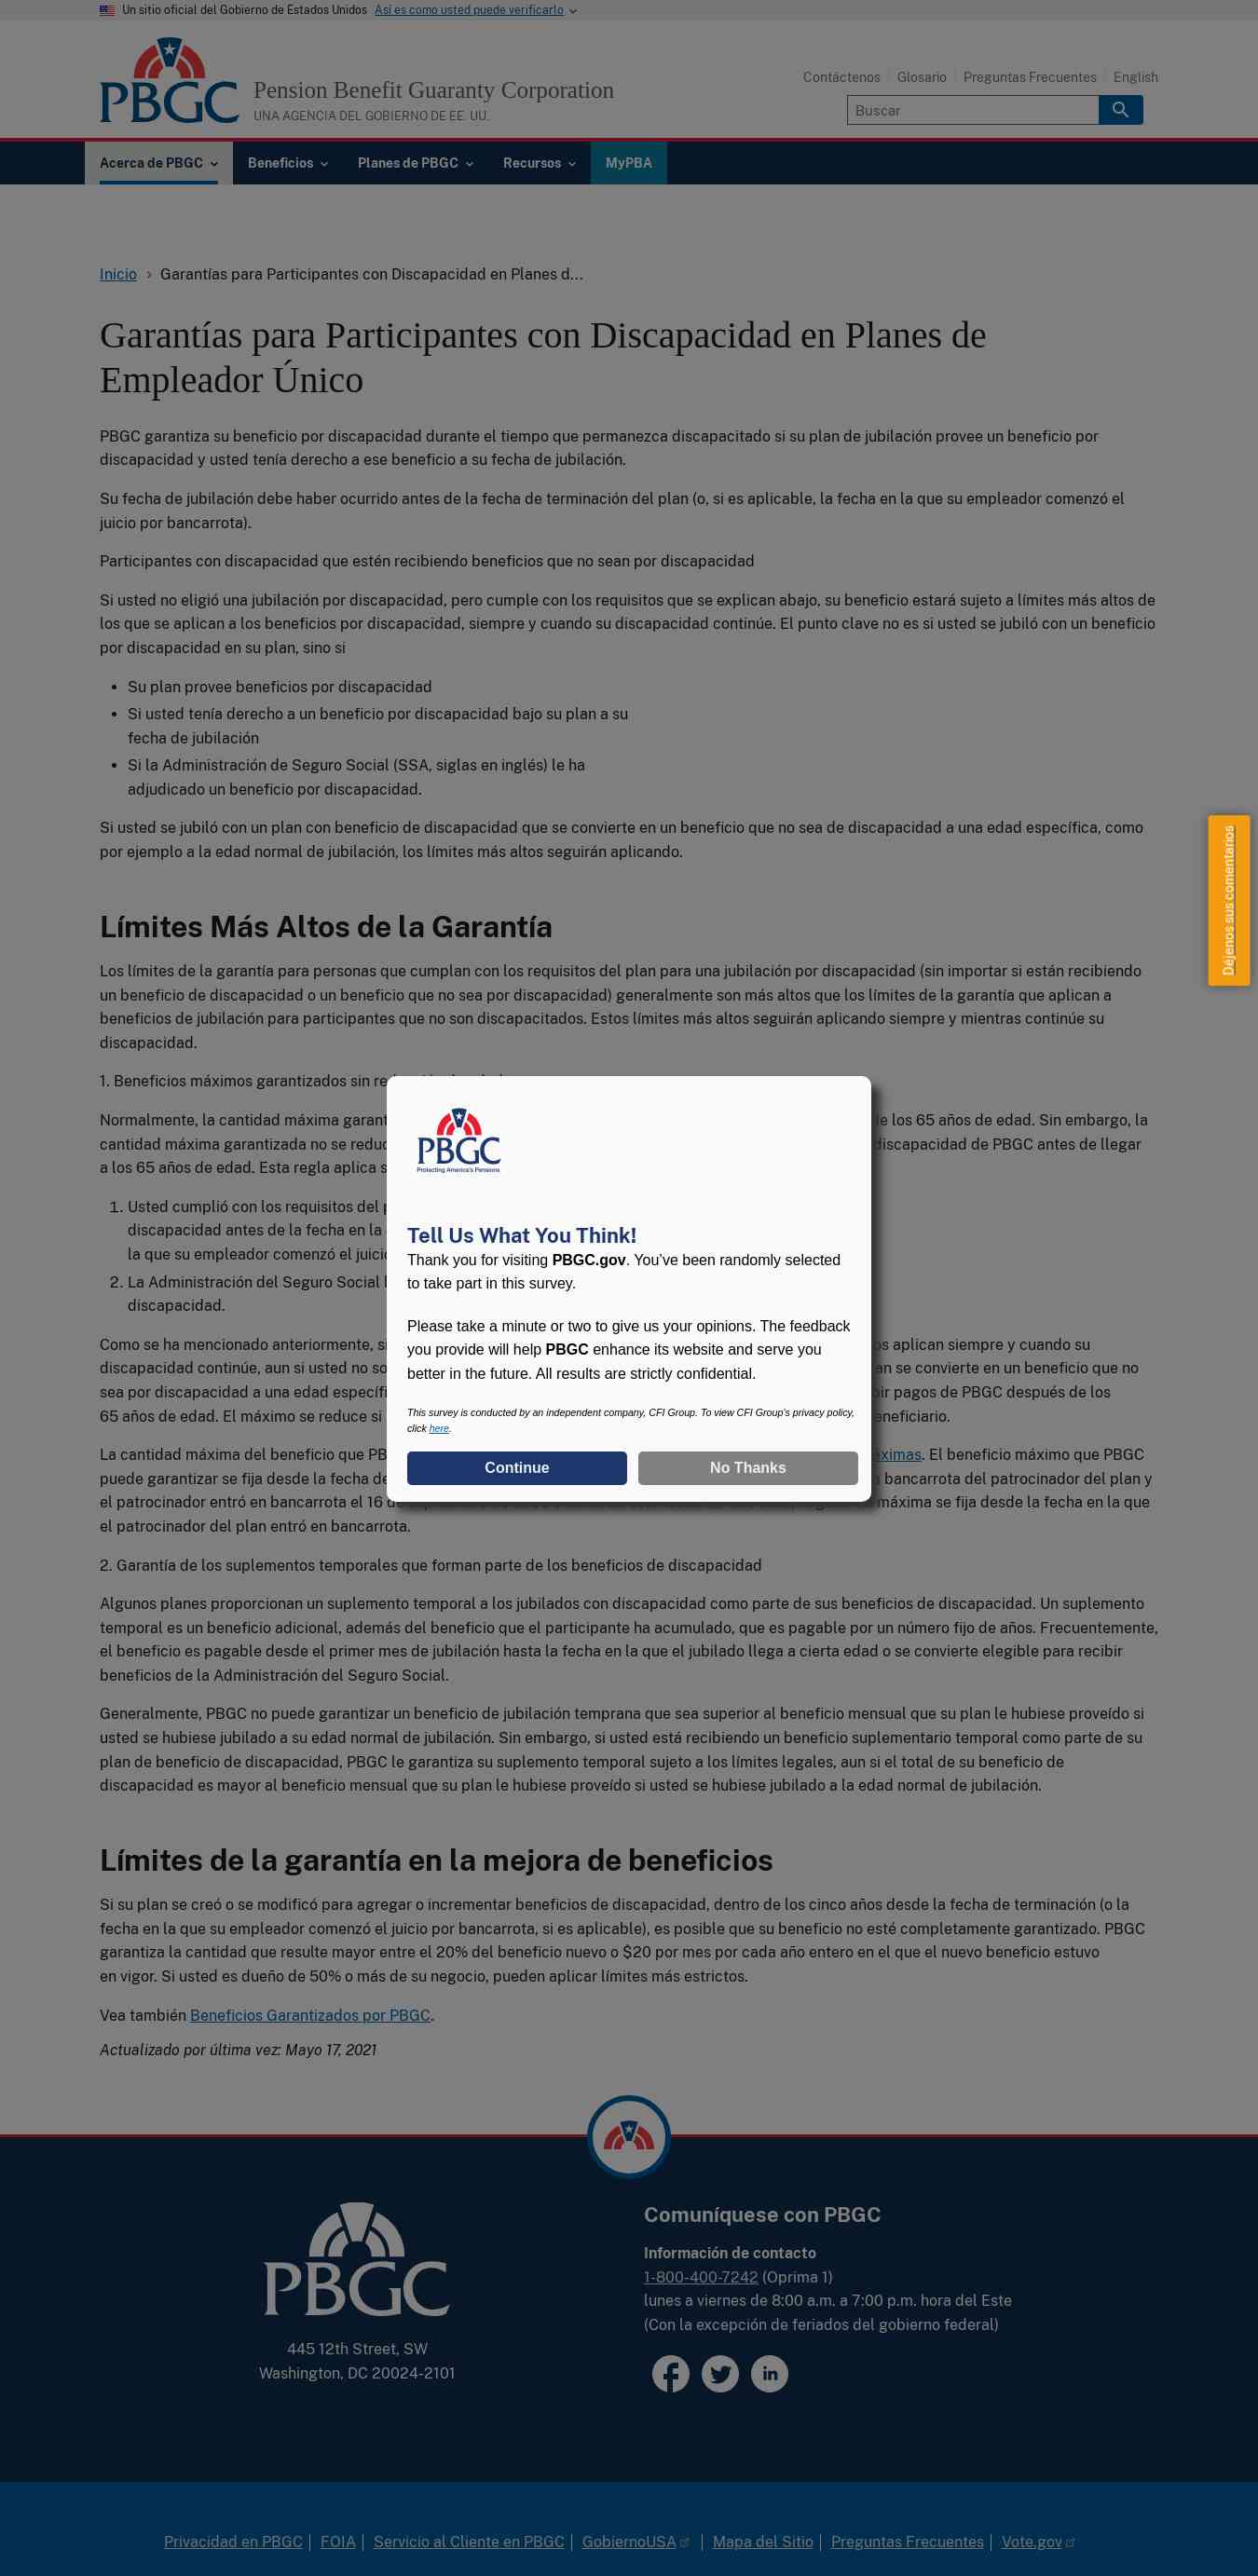 Un sitio oficial del Gobierno de Estados Unidos Así es como usted puede verificarlo
PBGC
Pension Benefit Guaranty Corporation
UNA AGENCIA DEL GOBIERNO DE EE. UU.
Contáctenos Glosario Preguntas Frecuentes English
Buscar
Acerca de PBGC Beneficios Planes de PBGC Recursos MyPBA
Inicio Garantías para Participantes con Discapacidad en Planes d...
Garantías para Participantes con Discapacidad en Planes de
Empleador Único
PBGC garantiza su beneficio por discapacidad durante el tiempo que permanezca discapacitado si su plan de jubilación provee un beneficio por
discapacidad y usted tenía derecho a ese beneficio a su fecha de jubilación.
Su fecha de jubilación debe haber ocurrido antes de la fecha de terminación del plan (o, si es aplicable, la fecha en la que su empleador comenzó el
juicio por bancarrota).
Participantes con discapacidad que estén recibiendo beneficios que no sean por discapacidad
Si usted no eligió una jubilación por discapacidad, pero cumple con los requisitos que se explican abajo, su beneficio estará sujeto a límites más altos de
los que se aplican a los beneficios por discapacidad, siempre y cuando su discapacidad continúe. El punto clave no es si usted se jubiló con un beneficio
por discapacidad en su plan, sino si
• Su plan provee beneficios por discapacidad
• Si usted tenía derecho a un beneficio por discapacidad bajo su plan a su
fecha de jubilación
• Si la Administración de Seguro Social (SSA, siglas en inglés) le ha
adjudicado un beneficio por discapacidad.
Si usted se jubiló con un plan con beneficio de discapacidad que se convierte en un beneficio que no sea de discapacidad a una edad específica, como
por ejemplo a la edad normal de jubilación, los límites más altos seguirán aplicando.
Déjenos sus comentarios
Límites Más Altos de la Garantía
Los límites de la garantía para personas que cumplan con los requisitos del plan para una jubilación por discapacidad (sin importar si están recibiendo
un beneficio de discapacidad o un beneficio que no sea por discapacidad) generalmente son más altos que los límites de la garantía que aplican a
beneficios de jubilación para participantes que no son discapacitados. Estos límites más altos seguirán aplicando siempre y mientras continúe su
discapacidad.
1. Beneficios máximos garantizados sin
Normalmente, la cantidad máxima de los 65 años de edad. Sin embargo, la
cantidad máxima garantizada no se discapacidad de PBGC antes de llegar
a los 65 años de edad. Esta regla aplica
1. Usted cumplió con los requisitos del
discapacidad antes de la fecha en la
la que su empleador comenzó el
2. La Administración del Seguro Social
discapacidad.
Como se ha mencionado anteriormente, aplican siempre y cuando su
discapacidad continúe, aun si usted no se convierte en un beneficio que no
sea por discapacidad a una edad pagos de PBGC después de los
65 años de edad. El máximo se reduce si
La cantidad máxima del beneficio que . El beneficio máximo que PBGC
puede garantizar se fija desde la fecha bancarrota del patrocinador del plan y
el patrocinador entró en bancarrota el 16 máxima se fija desde la fecha en la que
el patrocinador del plan entró en bancarrota.
PBGC
Protecting America's Pensions
Tell Us What You Think!
Thank you for visiting PBGC.gov. You’ve been randomly selected
to take part in this survey.
Please take a minute or two to give us your opinions. The feedback
you provide will help PBGC enhance its website and serve you
better in the future. All results are strictly confidential.
This survey is conducted by an independent company, CFI Group. To view CFI Group's privacy policy,
click here.
Continue No Thanks
2. Garantía de los suplementos temporales que forman parte de los beneficios de discapacidad
Algunos planes proporcionan un suplemento temporal a los jubilados con discapacidad como parte de sus beneficios de discapacidad. Un suplemento
temporal es un beneficio adicional, además del beneficio que el participante ha acumulado, que es pagable por un número fijo de años. Frecuentemente,
el beneficio es pagable desde el primer mes de jubilación hasta la fecha en la que el jubilado llega a cierta edad o se convierte elegible para recibir
beneficios de la Administración del Seguro Social.
Generalmente, PBGC no puede garantizar un beneficio de jubilación temprana que sea superior al beneficio mensual que su plan le hubiese proveído si
usted se hubiese jubilado a su edad normal de jubilación. Sin embargo, si usted está recibiendo un beneficio suplementario temporal como parte de su
plan de beneficio de discapacidad, PBGC le garantiza su suplemento temporal sujeto a los límites legales, aun si el total de su beneficio de
discapacidad es mayor al beneficio mensual que su plan le hubiese proveído si usted se hubiese jubilado a la edad normal de jubilación.
Límites de la garantía en la mejora de beneficios
Si su plan se creó o se modificó para agregar o incrementar beneficios de discapacidad, dentro de los cinco años desde la fecha de terminación (o la
fecha en la que su empleador comenzó el juicio por bancarrota, si es aplicable), es posible que su beneficio no esté completamente garantizado. PBGC
garantiza la cantidad que resulte mayor entre el 20% del beneficio nuevo o $20 por mes por cada año entero en el que el nuevo beneficio estuvo
en vigor. Si usted es dueño de 50% o más de su negocio, pueden aplicar límites más estrictos.
Vea también Beneficios Garantizados por PBGC.
Actualizado por última vez: Mayo 17, 2021
PBGC
445 12th Street, SW
Washington, DC 20024-2101
Comuníquese con PBGC
Información de contacto
1-800-400-7242 (Oprima 1)
lunes a viernes de 8:00 a.m. a 7:00 p.m. hora del Este
(Con la excepción de feriados del gobierno federal)
in
Privacidad en PBGC | FOIA | Servicio al Cliente en PBGC | GobiernoUSA | Mapa del Sitio | Preguntas Frecuentes | Vote.gov